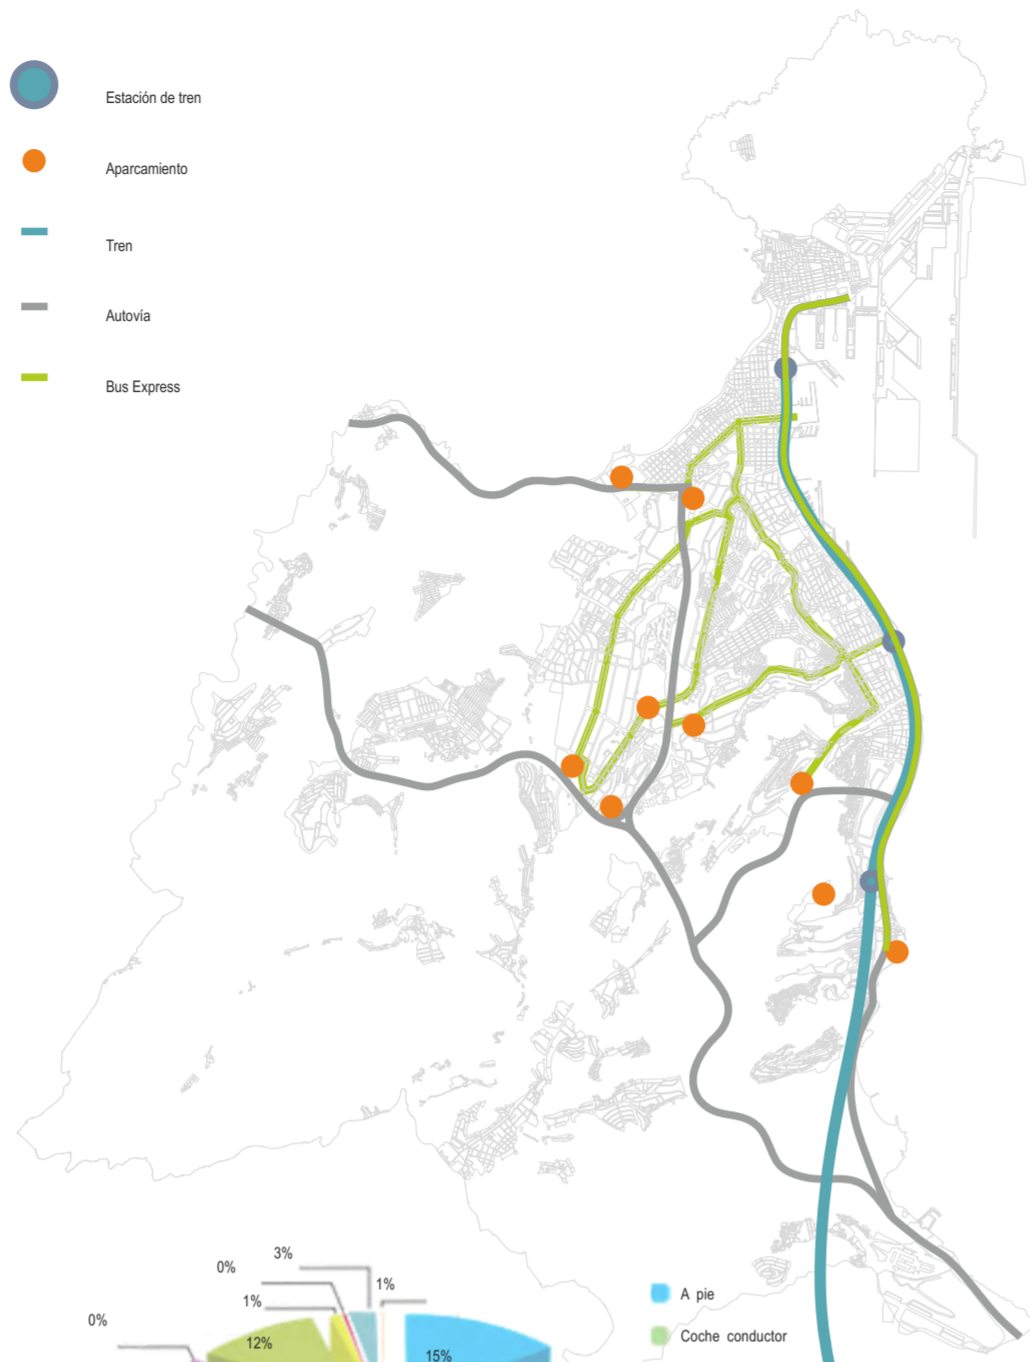 Estación de tren
Aparcamiento
Tren
Autovía
Bus Express
3%
0%
1%
1%
0%
12%
15%
A pie
Coche conductor